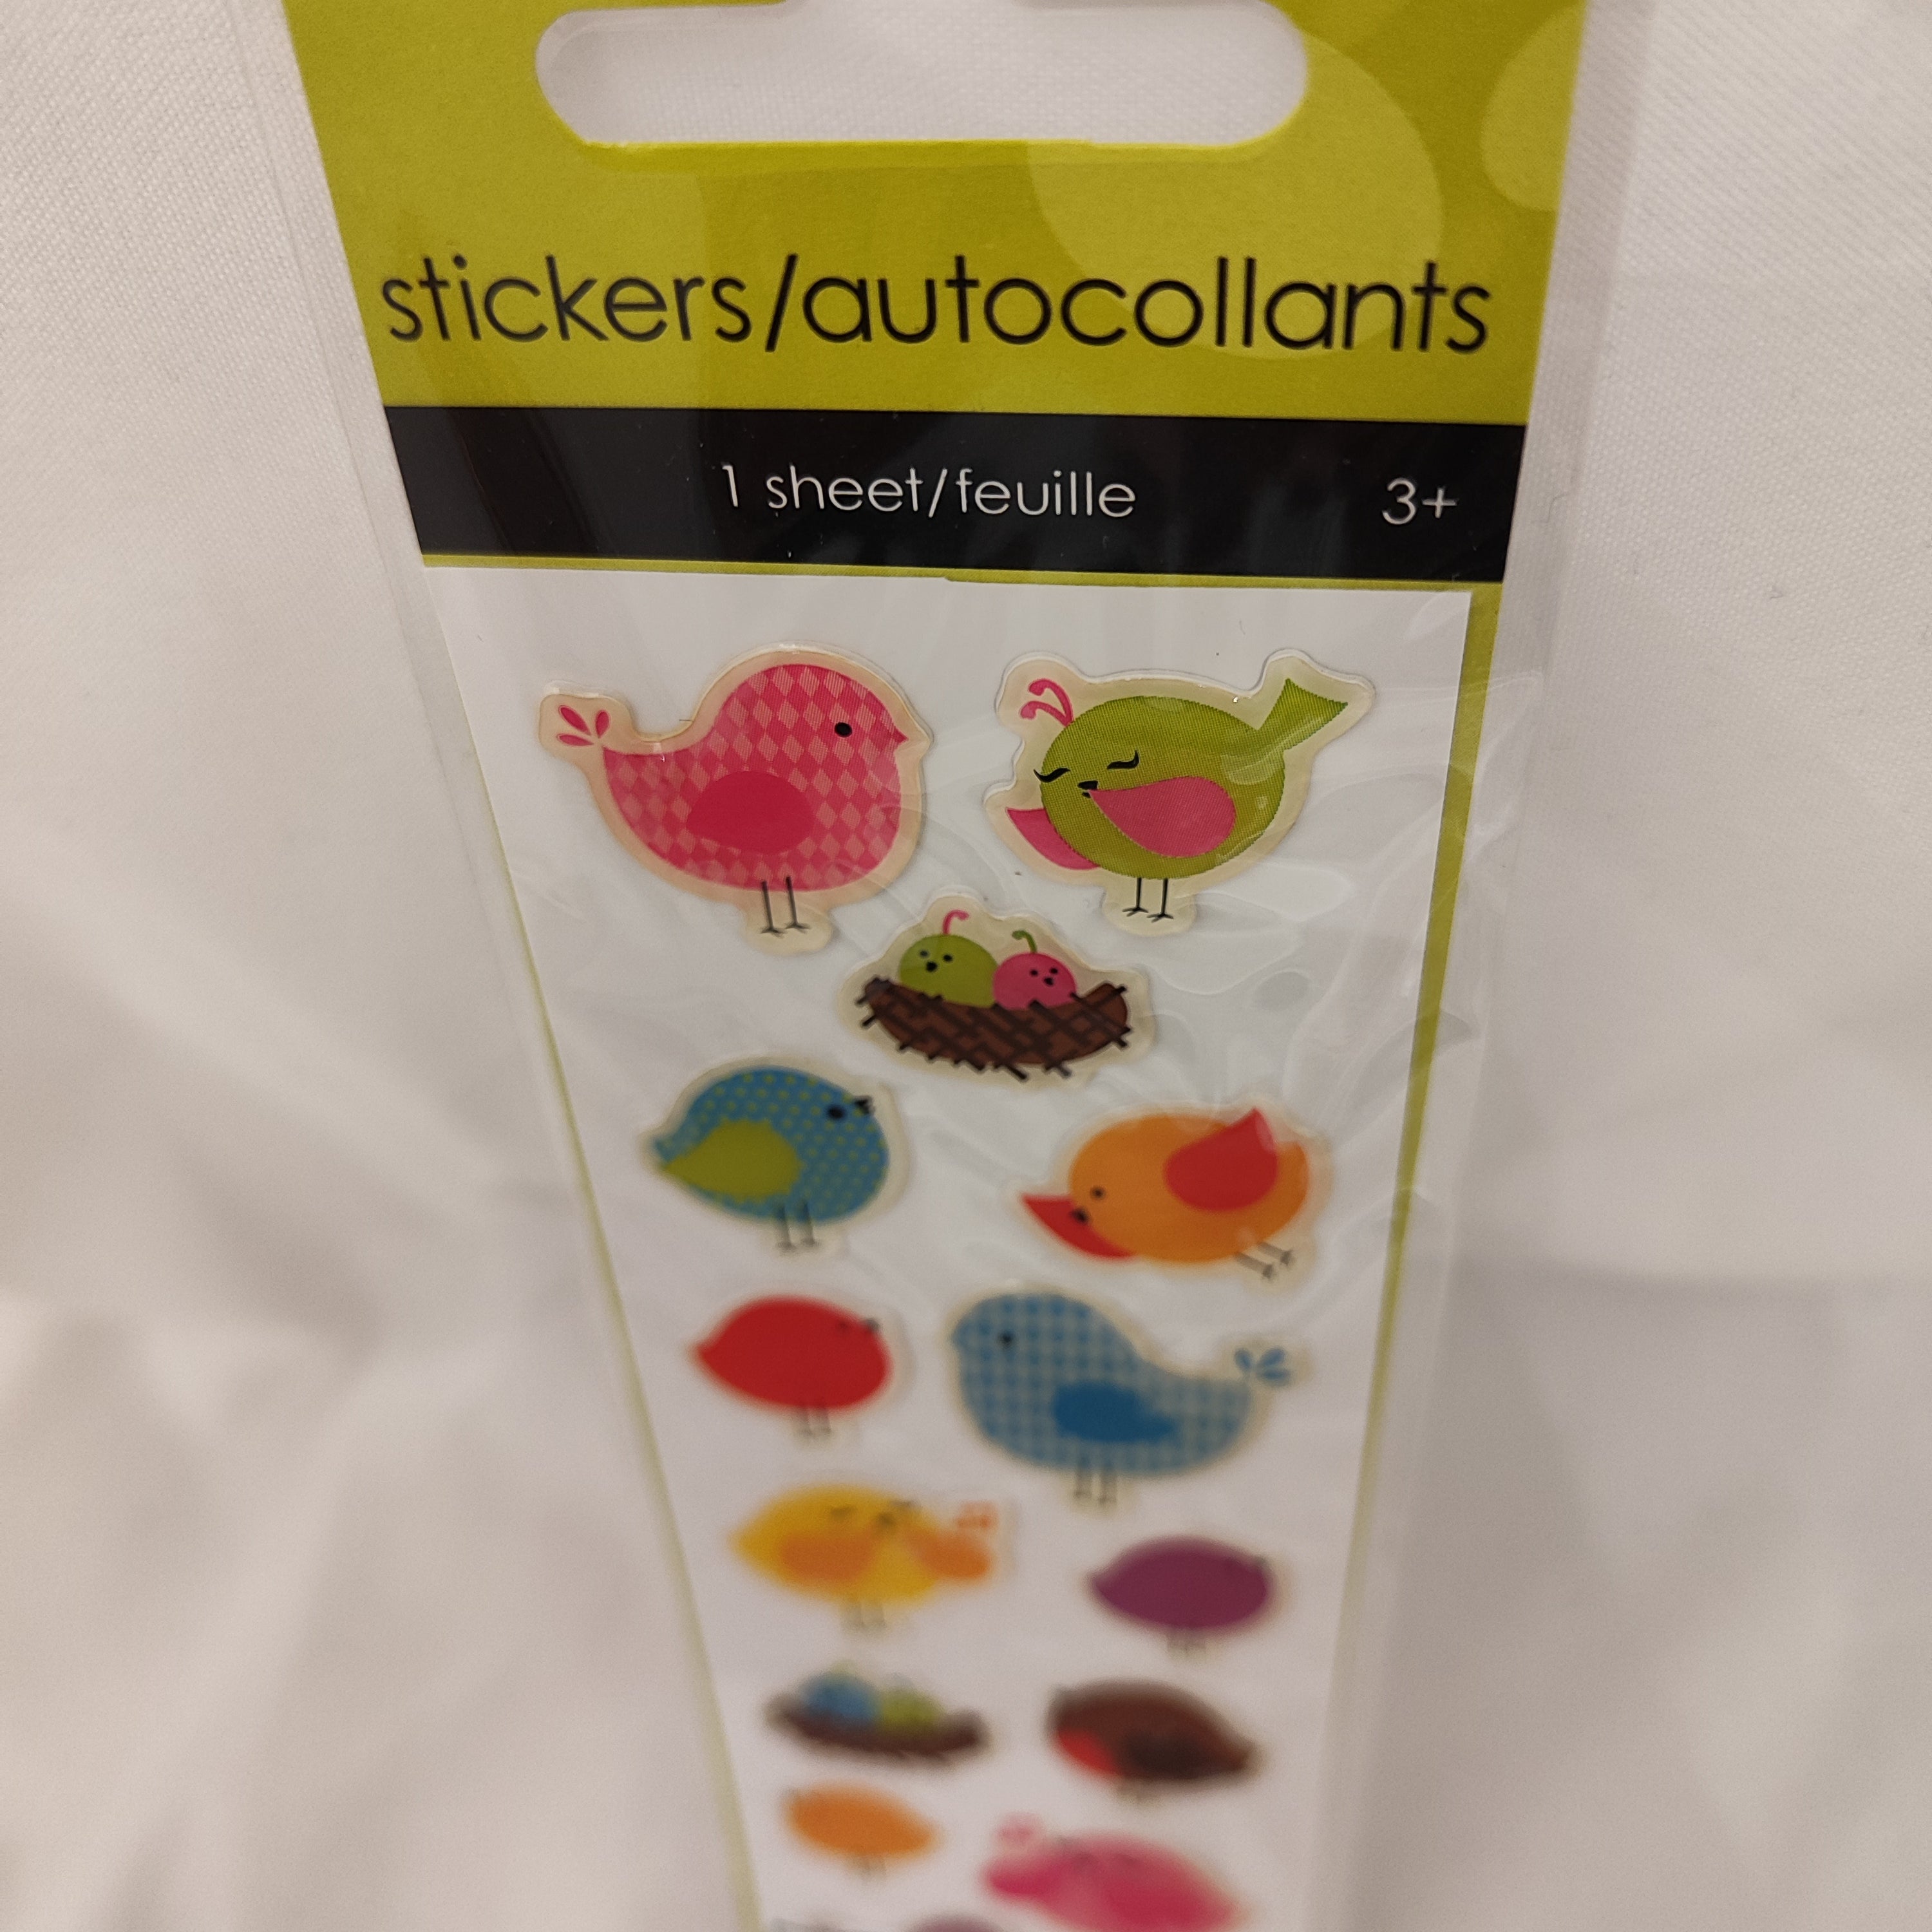 stickers/autocollants
1 sheet/feuille 3+